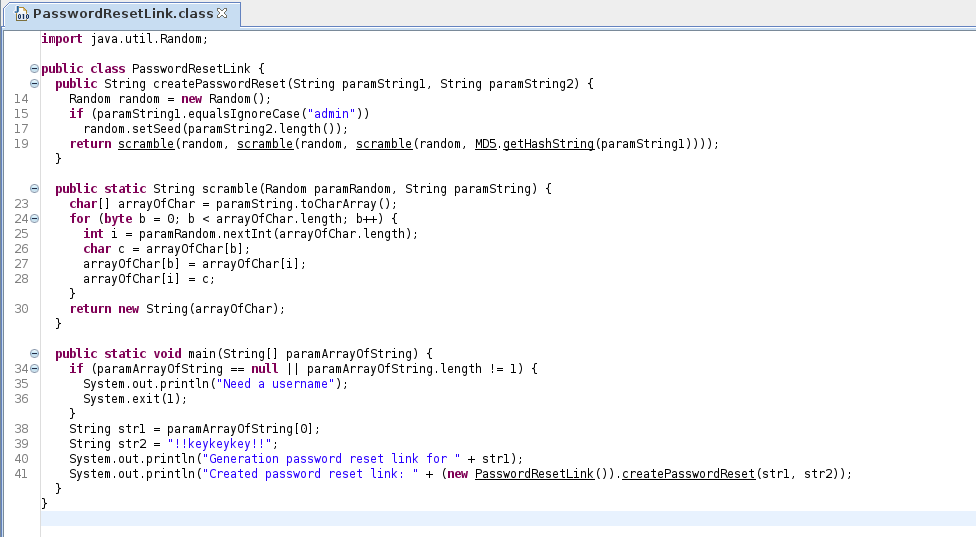 PasswordResetLink.class
import java.util.Random;
public class PasswordResetLink {
public String createPasswordReset(String paramString1, String paramString2) {
14 Random random = new Random();
15 if (paramString1.equalsIgnoreCase("admin"))
17 random.setSeed(paramString2.length());
19 return scramble(random, scramble(random, scramble(random, MD5.getHashString(paramString1))));
}
public static String scramble(Random paramRandom, String paramString) {
23 char[] arrayOfChar = paramString.toCharArray();
24 for (byte b = 0; b < arrayOfChar.length; b++) {
25 int i = paramRandom.nextInt(arrayOfChar.length);
26 char c = arrayOfChar[b];
27 arrayOfChar[b] = arrayOfChar[i];
28 arrayOfChar[i] = c;
}
30 return new String(arrayOfChar);
}
public static void main(String[] paramArrayOfString) {
34 if (paramArrayOfString == null || paramArrayOfString.length != 1) {
35 System.out.println("Need a username");
36 System.exit(1);
}
38 String str1 = paramArrayOfString[0];
39 String str2 = "!!keykeykey!!";
40 System.out.println("Generation password reset link for " + str1);
41 System.out.println("Created password reset link: " + (new PasswordResetLink()).createPasswordReset(str1, str2));
}
}